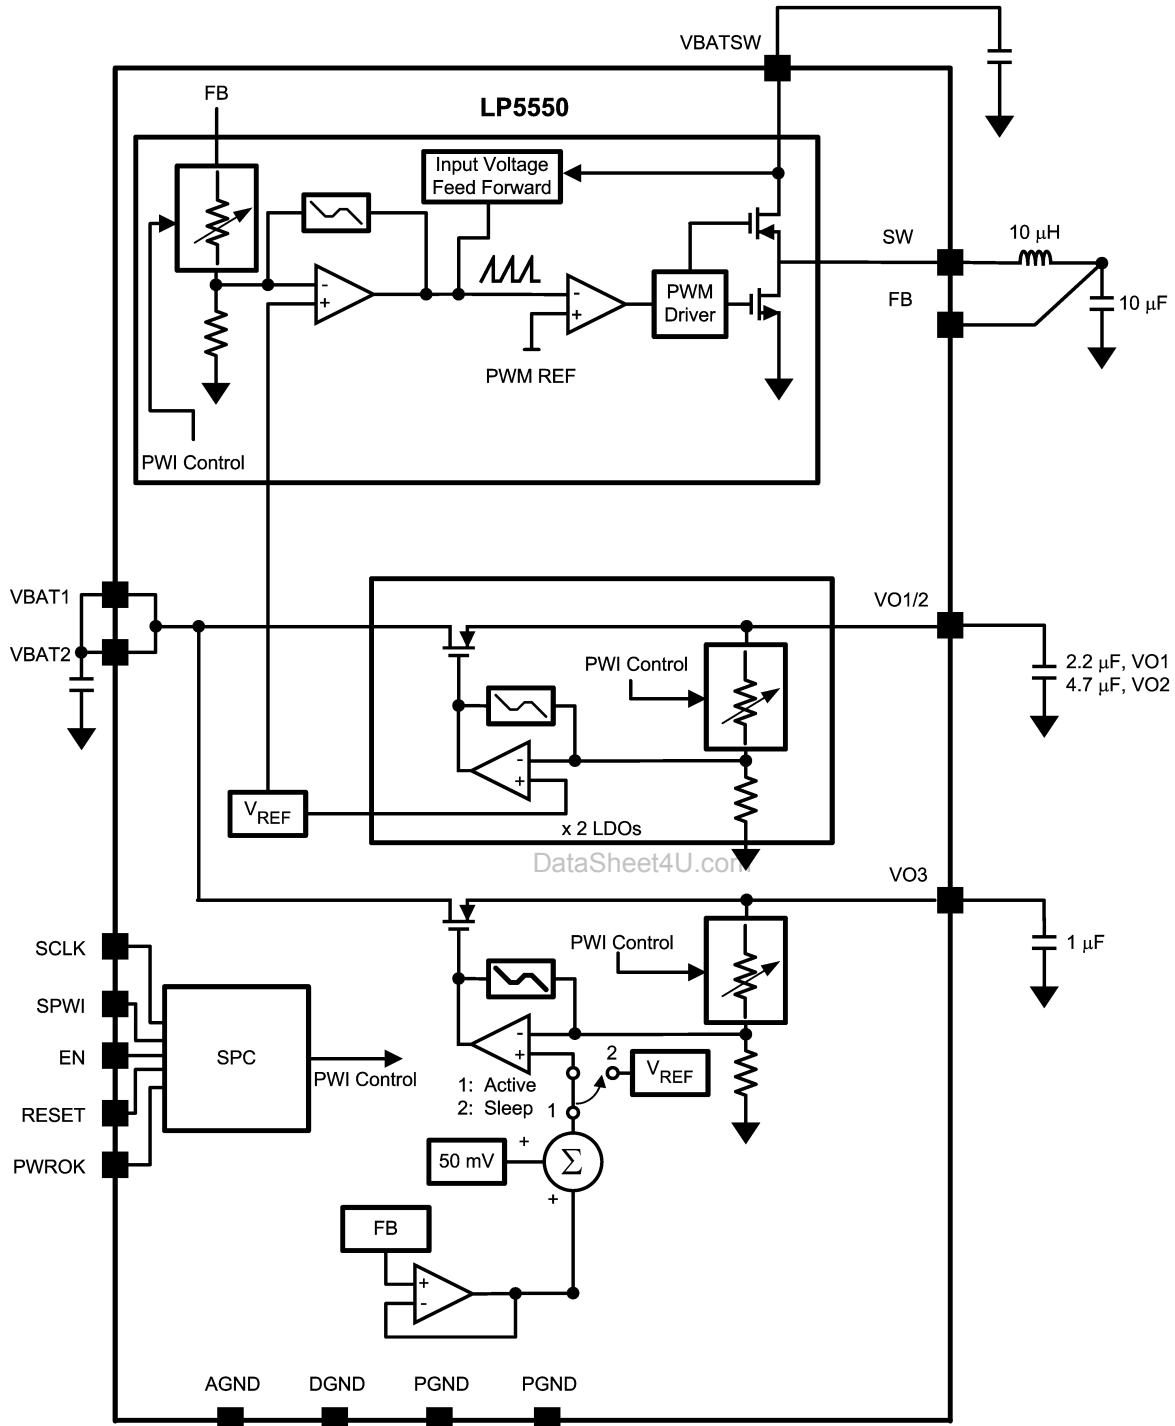 VBATSW
LP5550
FB
Input Voltage
Feed Forward
SW
10 μH
FB
10 μF
-
+
-
+
PWM
Driver
PWM REF
PWI Control
VBAT1
VBAT2
VO1/2
PWI Control
2.2 μF, VO1
4.7 μF, VO2
-
+
VREF
x 2 LDOs
DataSheet4U.com
VO3
SCLK
PWI Control
1 μF
SPWI
-
+
EN
SPC
PWI Control
2
VREF
1: Active
2: Sleep
1
RESET
PWROK
50 mV
+
Σ
+
FB
+
-
AGND
DGND
PGND
PGND